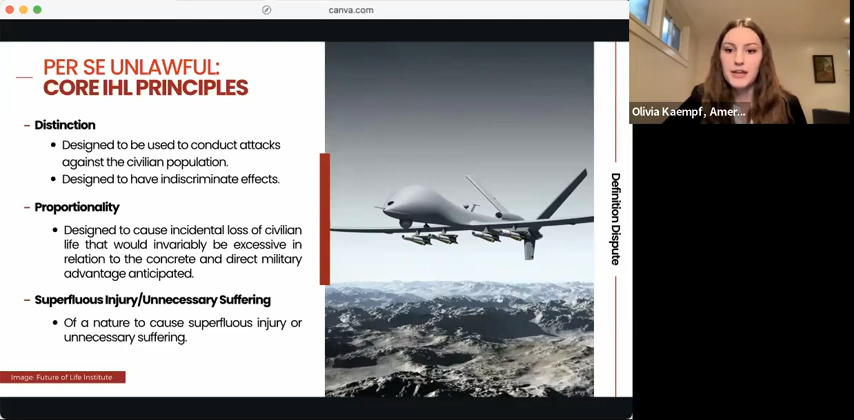 canva.com
PER SE UNLAWFUL:
CORE IHL PRINCIPLES
– Distinction
• Designed to be used to conduct attacks
against the civilian population.
• Designed to have indiscriminate effects.
– Proportionality
• Designed to cause incidental loss of civilian
life that would invariably be excessive in
relation to the concrete and direct military
advantage anticipated.
– Superfluous Injury/Unnecessary Suffering
• Of a nature to cause superfluous injury or
unnecessary suffering.
Image: Future of Life Institute
Definition Dispute
Olivia Kaempf, Amer...